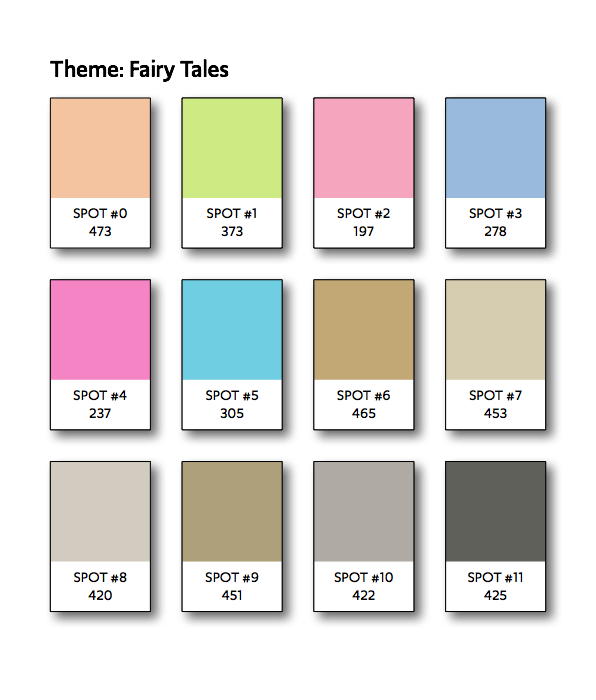 Theme: Fairy Tales
SPOT #0
473
SPOT #1
373
SPOT #2
197
SPOT #3
278
SPOT #4
237
SPOT #5
305
SPOT #6
465
SPOT #7
453
SPOT #8
420
SPOT #9
451
SPOT #10
422
SPOT #11
425